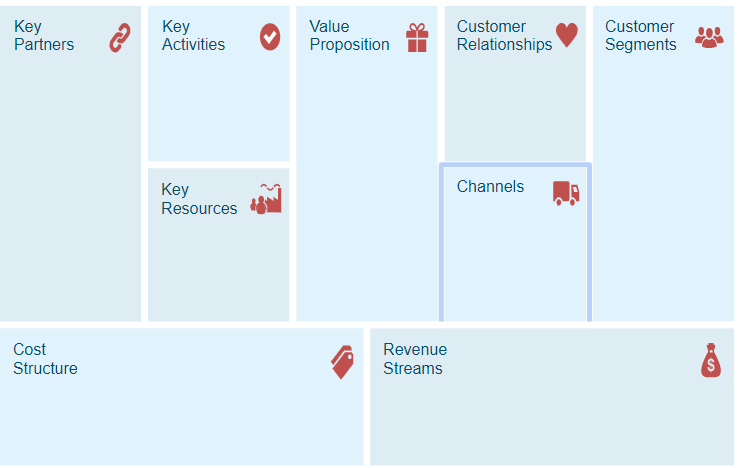 Key
Partners
Key
Activities
Value
Proposition
Customer
Relationships
Customer
Segments
Key
Resources
Channels
Cost
Structure
Revenue
Streams
$